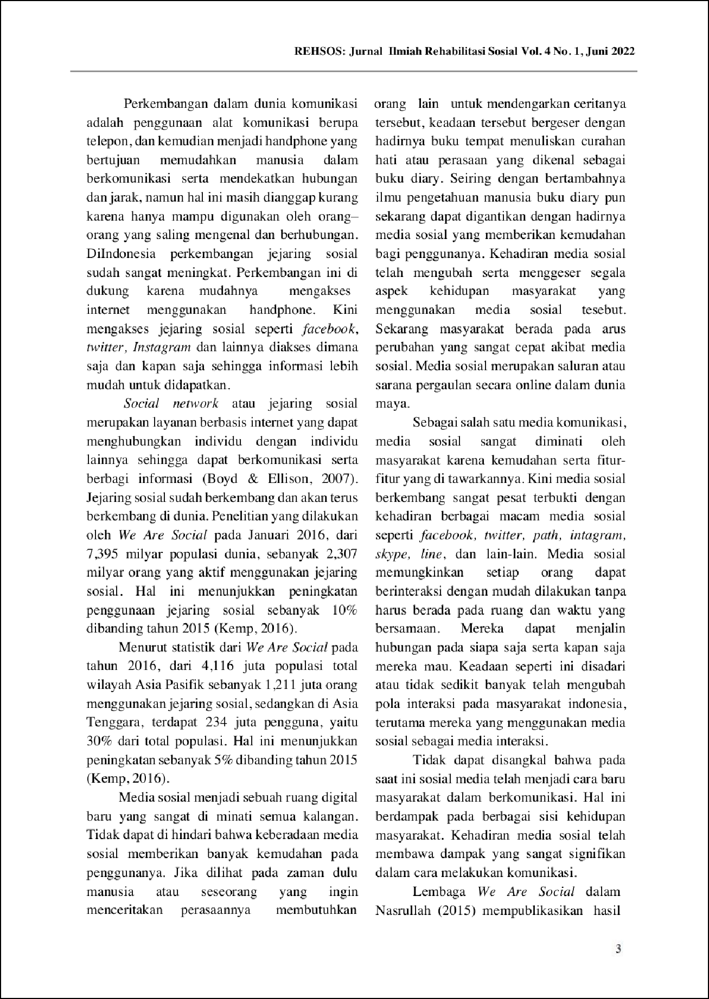 REHSOS: Jurnal Ilmiah Rehabilitasi Sosial Vol. 4 No. 1, Juni 2022
Perkembangan dalam dunia komunikasi
adalah penggunaan alat komunikasi berupa
telepon, dan kemudian menjadi handphone yang
bertujuan memudahkan manusia dalam
berkomunikasi serta mendekatkan hubungan
dan jarak, namun hal ini masih dianggap kurang
karena hanya mampu digunakan oleh orang–
orang yang saling mengenal dan berhubungan.
DiIndonesia perkembangan jejaring sosial
sudah sangat meningkat. Perkembangan ini di
dukung karena mudahnya mengakses
internet menggunakan handphone. Kini
mengakses jejaring sosial seperti facebook,
twitter, Instagram dan lainnya diakses dimana
saja dan kapan saja sehingga informasi lebih
mudah untuk didapatkan.
Social network atau jejaring sosial
merupakan layanan berbasis internet yang dapat
menghubungkan individu dengan individu
lainnya sehingga dapat berkomunikasi serta
berbagi informasi (Boyd & Ellison, 2007).
Jejaring sosial sudah berkembang dan akan terus
berkembang di dunia. Penelitian yang dilakukan
oleh We Are Social pada Januari 2016, dari
7,395 milyar populasi dunia, sebanyak 2,307
milyar orang yang aktif menggunakan jejaring
sosial. Hal ini menunjukkan peningkatan
penggunaan jejaring sosial sebanyak 10%
dibanding tahun 2015 (Kemp, 2016).
Menurut statistik dari We Are Social pada
tahun 2016, dari 4,116 juta populasi total
wilayah Asia Pasifik sebanyak 1,211 juta orang
menggunakan jejaring sosial, sedangkan di Asia
Tenggara, terdapat 234 juta pengguna, yaitu
30% dari total populasi. Hal ini menunjukkan
peningkatan sebanyak 5% dibanding tahun 2015
(Kemp, 2016).
Media sosial menjadi sebuah ruang digital
baru yang sangat di minati semua kalangan.
Tidak dapat di hindari bahwa keberadaan media
sosial memberikan banyak kemudahan pada
penggunanya. Jika dilihat pada zaman dulu
manusia atau seseorang yang ingin
menceritakan perasaannya membutuhkan
orang lain untuk mendengarkan ceritanya
tersebut, keadaan tersebut bergeser dengan
hadirnya buku tempat menuliskan curahan
hati atau perasaan yang dikenal sebagai
buku diary. Seiring dengan bertambahnya
ilmu pengetahuan manusia buku diary pun
sekarang dapat digantikan dengan hadirnya
media sosial yang memberikan kemudahan
bagi penggunanya. Kehadiran media sosial
telah mengubah serta menggeser segala
aspek kehidupan masyarakat yang
menggunakan media sosial tesebut.
Sekarang masyarakat berada pada arus
perubahan yang sangat cepat akibat media
sosial. Media sosial merupakan saluran atau
sarana pergaulan secara online dalam dunia
maya.
Sebagai salah satu media komunikasi,
media sosial sangat diminati oleh
masyarakat karena kemudahan serta fitur-
fitur yang di tawarkannya. Kini media sosial
berkembang sangat pesat terbukti dengan
kehadiran berbagai macam media sosial
seperti facebook, twitter, path, intagram,
skype, line, dan lain-lain. Media sosial
memungkinkan setiap orang dapat
berinteraksi dengan mudah dilakukan tanpa
harus berada pada ruang dan waktu yang
bersamaan. Mereka dapat menjalin
hubungan pada siapa saja serta kapan saja
mereka mau. Keadaan seperti ini disadari
atau tidak sedikit banyak telah mengubah
pola interaksi pada masyarakat indonesia,
terutama mereka yang menggunakan media
sosial sebagai media interaksi.
Tidak dapat disangkal bahwa pada
saat ini sosial media telah menjadi cara baru
masyarakat dalam berkomunikasi. Hal ini
berdampak pada berbagai sisi kehidupan
masyarakat. Kehadiran media sosial telah
membawa dampak yang sangat signifikan
dalam cara melakukan komunikasi.
Lembaga We Are Social dalam
Nasrullah (2015) mempublikasikan hasil
3